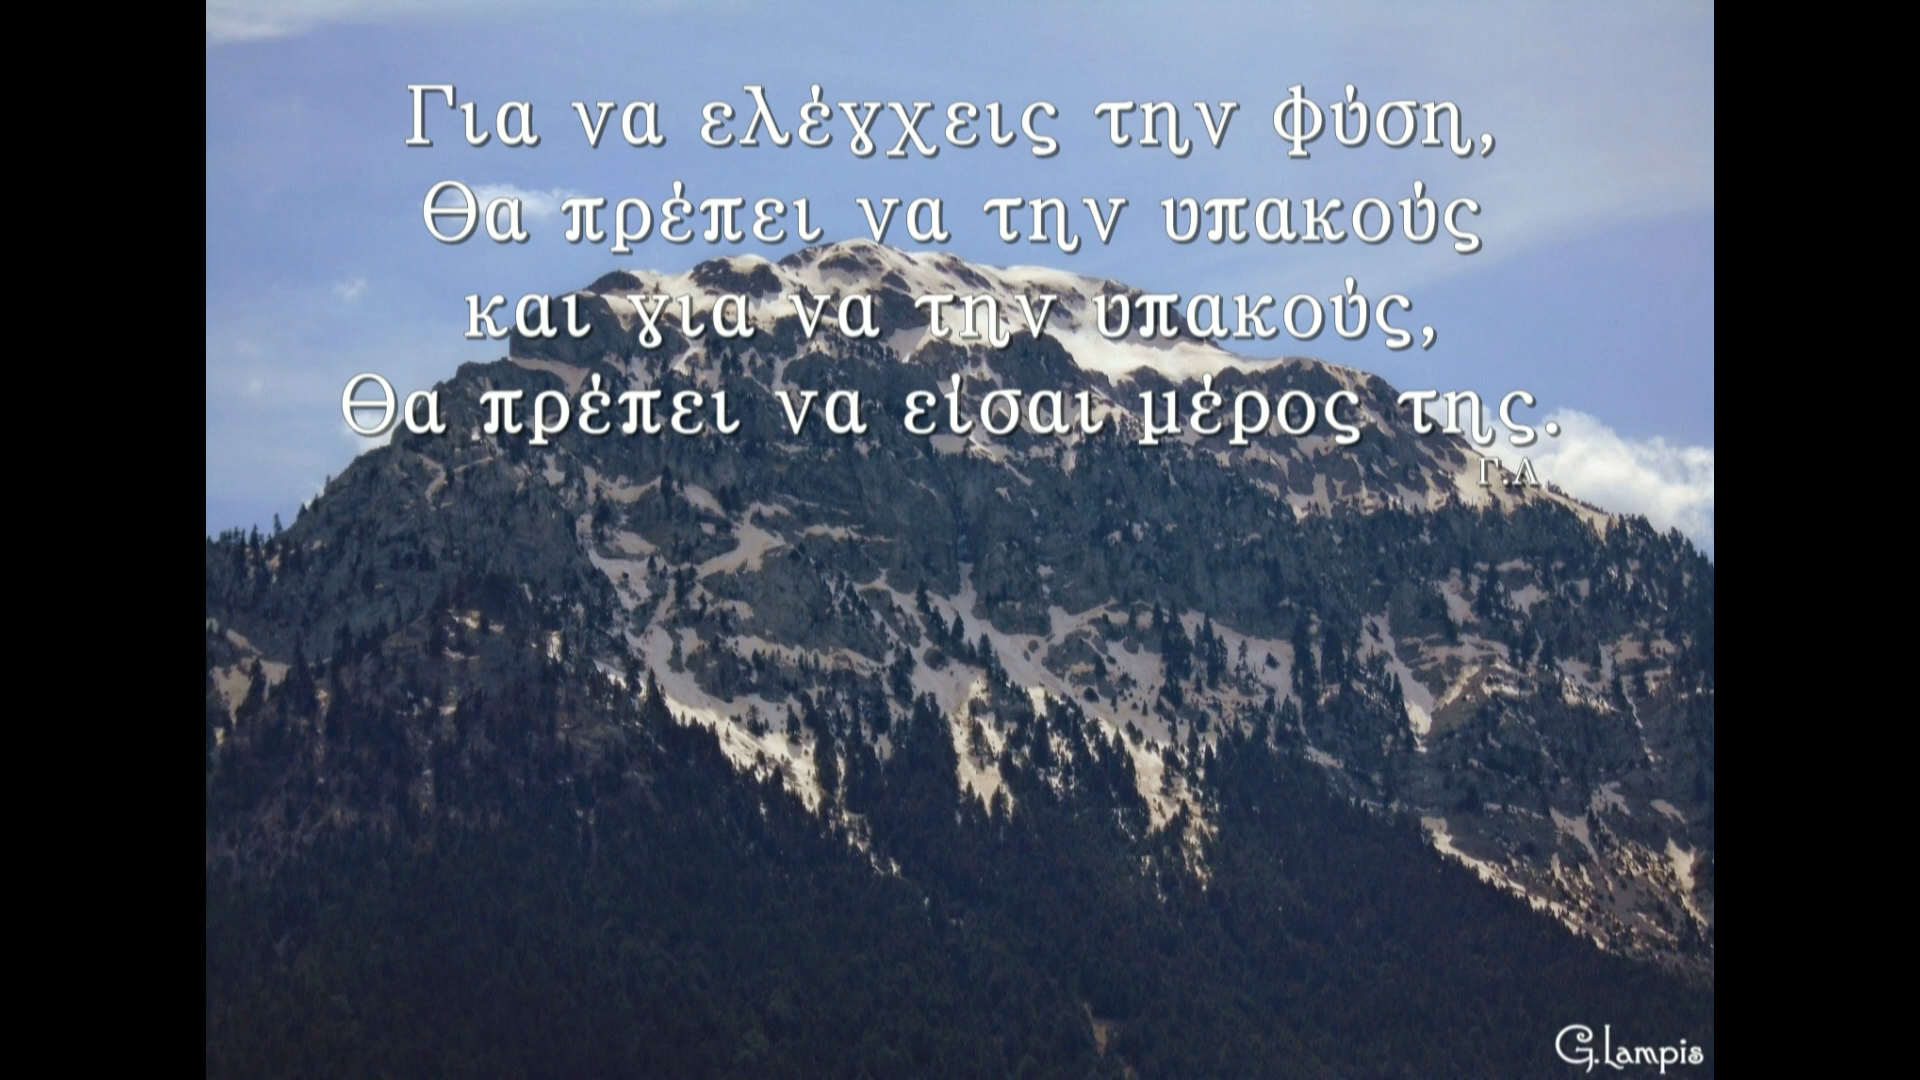 Για να ελέγχεις την φύση,
Θα πρέπει να την υπακούς
και για να την υπακούς,
Θα πρέπει να είσαι μέρος της.
Γ.Λ
G.Lampis